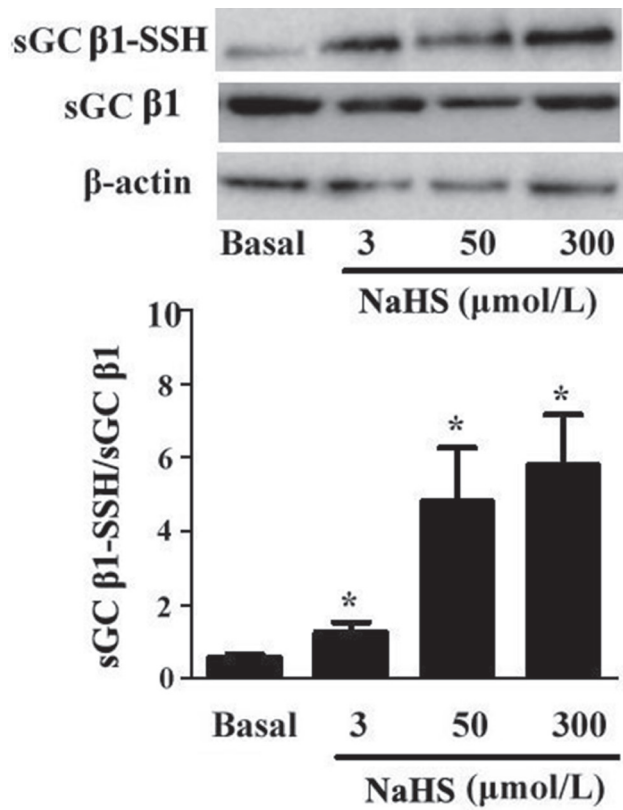 sGC β1-SSH
sGC β1
β-actin
Basal 3 50 300
NaHS (μmol/L)
sGC β1-SSH/sGC β1
10
8
6
4
2
0
*
*
*
Basal 3 50 300
NaHS (μmol/L)